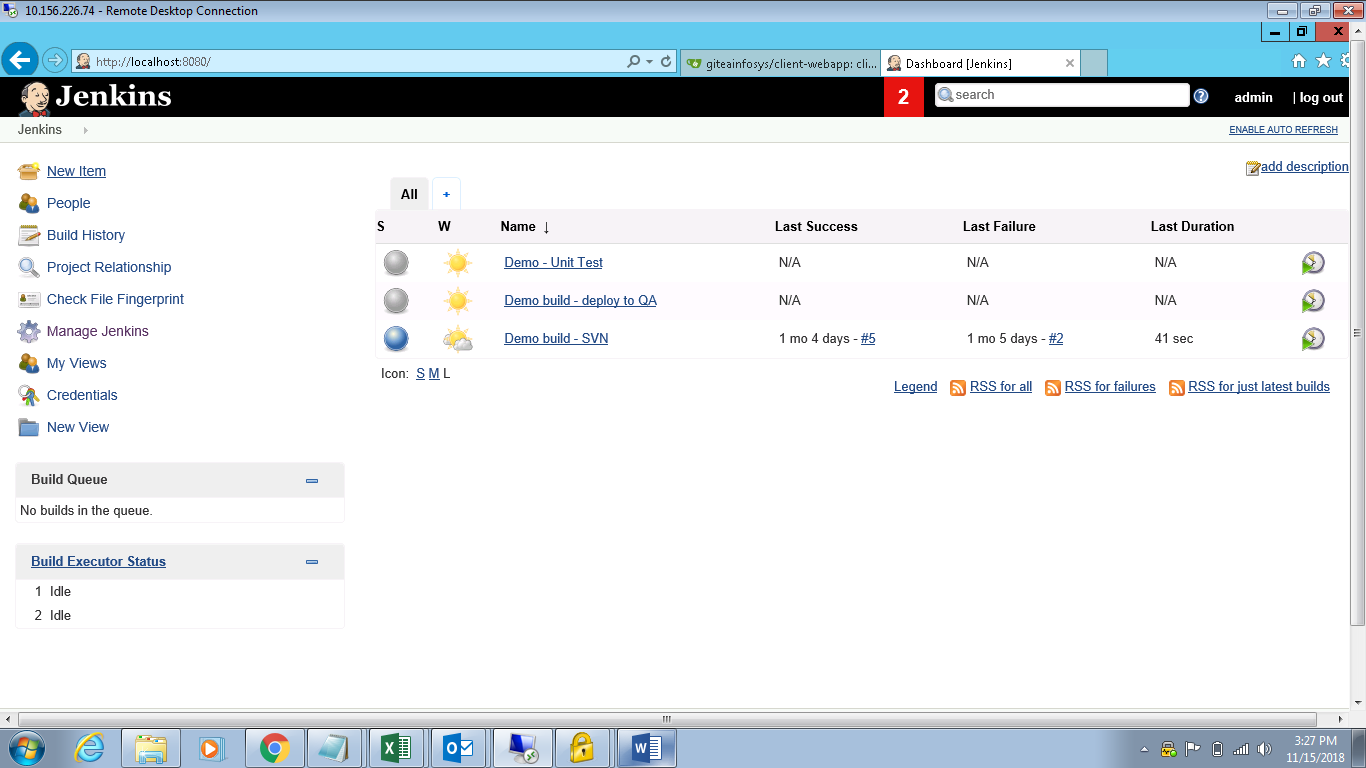 10.156.226.74 - Remote Desktop Connection
http://localhost:8080/
giteainfosys/client-webapp: cli...
Dashboard [Jenkins]
Jenkins
2
search
admin
| log out
Jenkins
ENABLE AUTO REFRESH
New Item
People
Build History
Project Relationship
Check File Fingerprint
Manage Jenkins
My Views
Credentials
New View
Build Queue
No builds in the queue.
Build Executor Status
1 Idle
2 Idle
add description
All +
S W Name ↓ Last Success Last Failure Last Duration
Demo - Unit Test N/A N/A N/A
Demo build - deploy to QA N/A N/A N/A
Demo build - SVN 1 mo 4 days - #5 1 mo 5 days - #2 41 sec
Icon: S M L
Legend RSS for all RSS for failures RSS for just latest builds
3:27 PM
11/15/2018